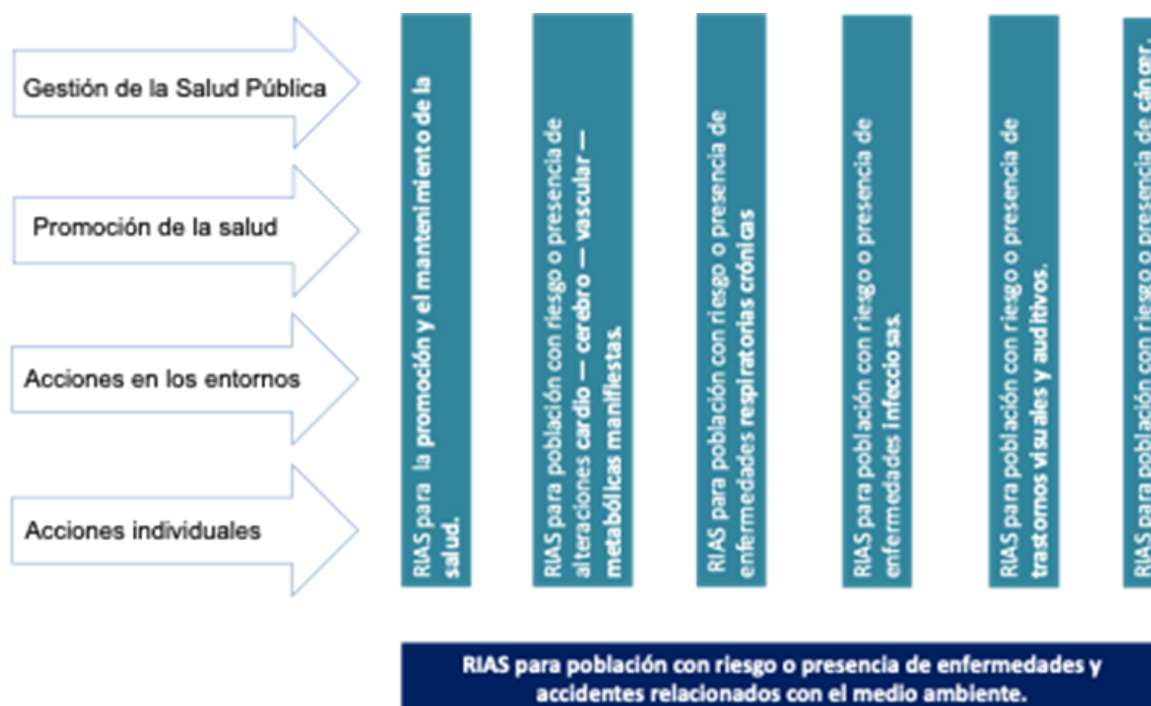 Gestión de la Salud Pública
Promoción de la salud
Acciones en los entornos
Acciones individuales
RIAS para la promoción y el mantenimiento de la
salud.
RIAS para población con riesgo o presencia de
alteraciones cardio — cerebro — vascular —
metabólicas manifiestas.
RIAS para población con riesgo o presencia de
enfermedades respiratorias crónicas
RIAS para población con riesgo o presencia de
enfermedades infecciosas.
RIAS para población con riesgo o presencia de
trastornos visuales y auditivos.
RIAS para población con riesgo o presencia de cáncer.
RIAS para población con riesgo o presencia de enfermedades y
accidentes relacionados con el medio ambiente.